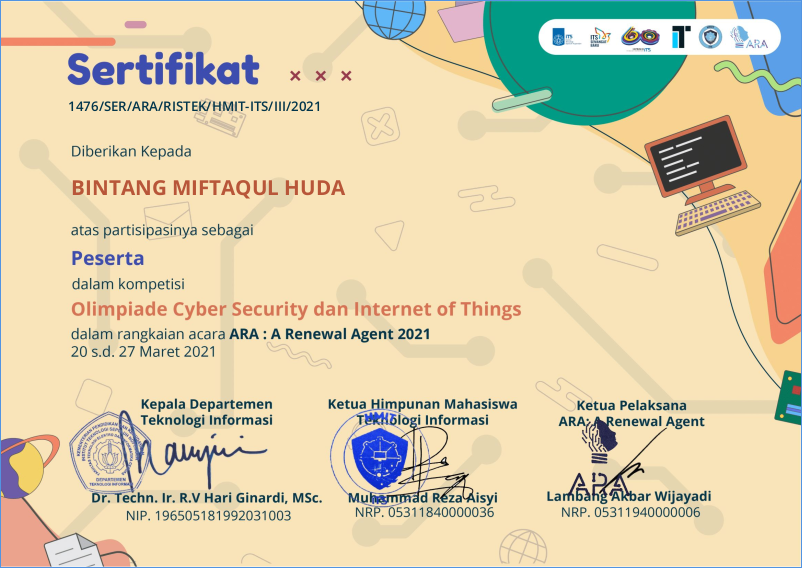 Sertifikat
1476/SER/ARA/RISTEK/HMIT-ITS/III/2021
Diberikan Kepada
BINTANG MIFTAQUL HUDA
atas partisipasinya sebagai
Peserta
dalam kompetisi
Olimpiade Cyber Security dan Internet of Things
dalam rangkaian acara ARA : A Renewal Agent 2021
20 s.d. 27 Maret 2021
Kepala Departemen
Teknologi Informasi
Dr. Techn. Ir. R.V Hari Ginardi, MSc.
NIP. 196505181992031003
Ketua Himpunan Mahasiswa
Teknologi Informasi
HMIT
Muhammad Reza Aisyi
NRP. 05311840000036
Ketua Pelaksana
ARA: A Renewal Agent
ARA
Lambang Akbar Wijayadi
NRP. 05311940000006